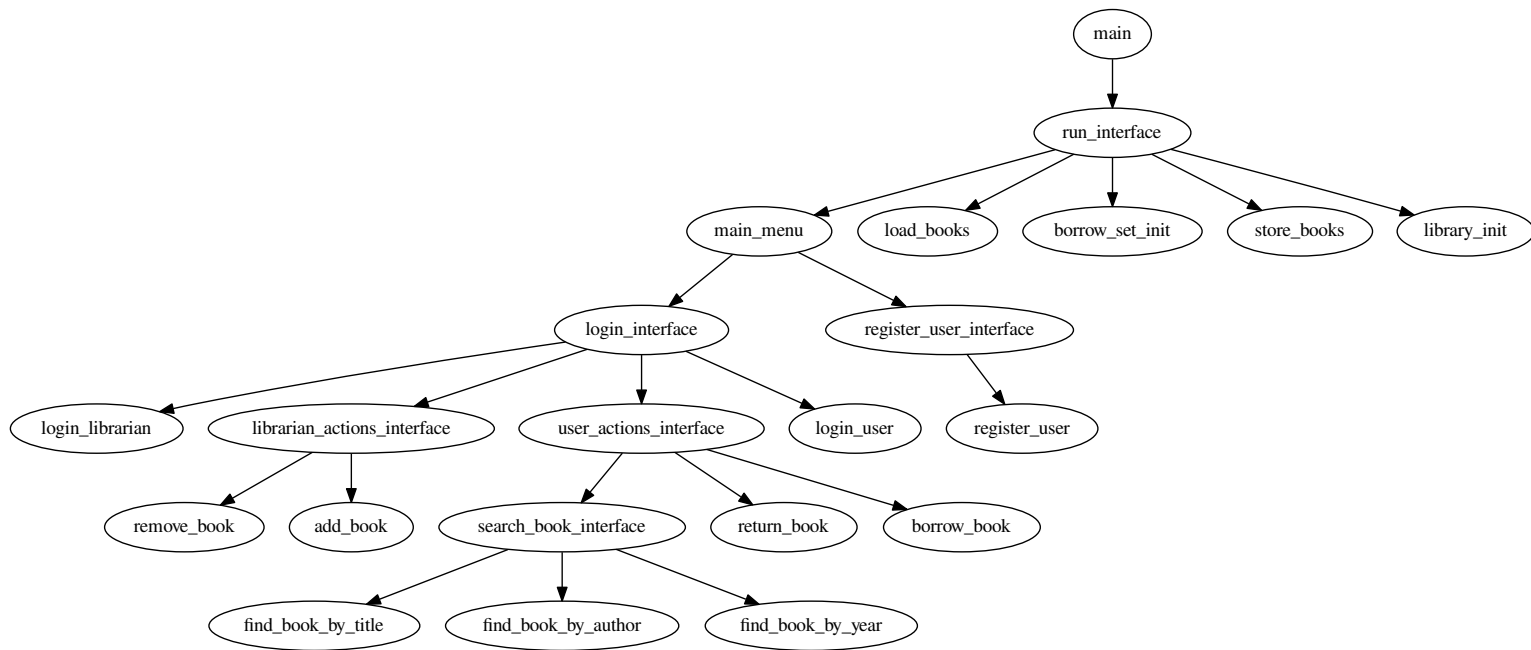 main
run_interface
main_menu
load_books
borrow_set_init
store_books
library_init
login_interface
register_user_interface
login_librarian
librarian_actions_interface
user_actions_interface
login_user
register_user
remove_book
add_book
search_book_interface
return_book
borrow_book
find_book_by_title
find_book_by_author
find_book_by_year